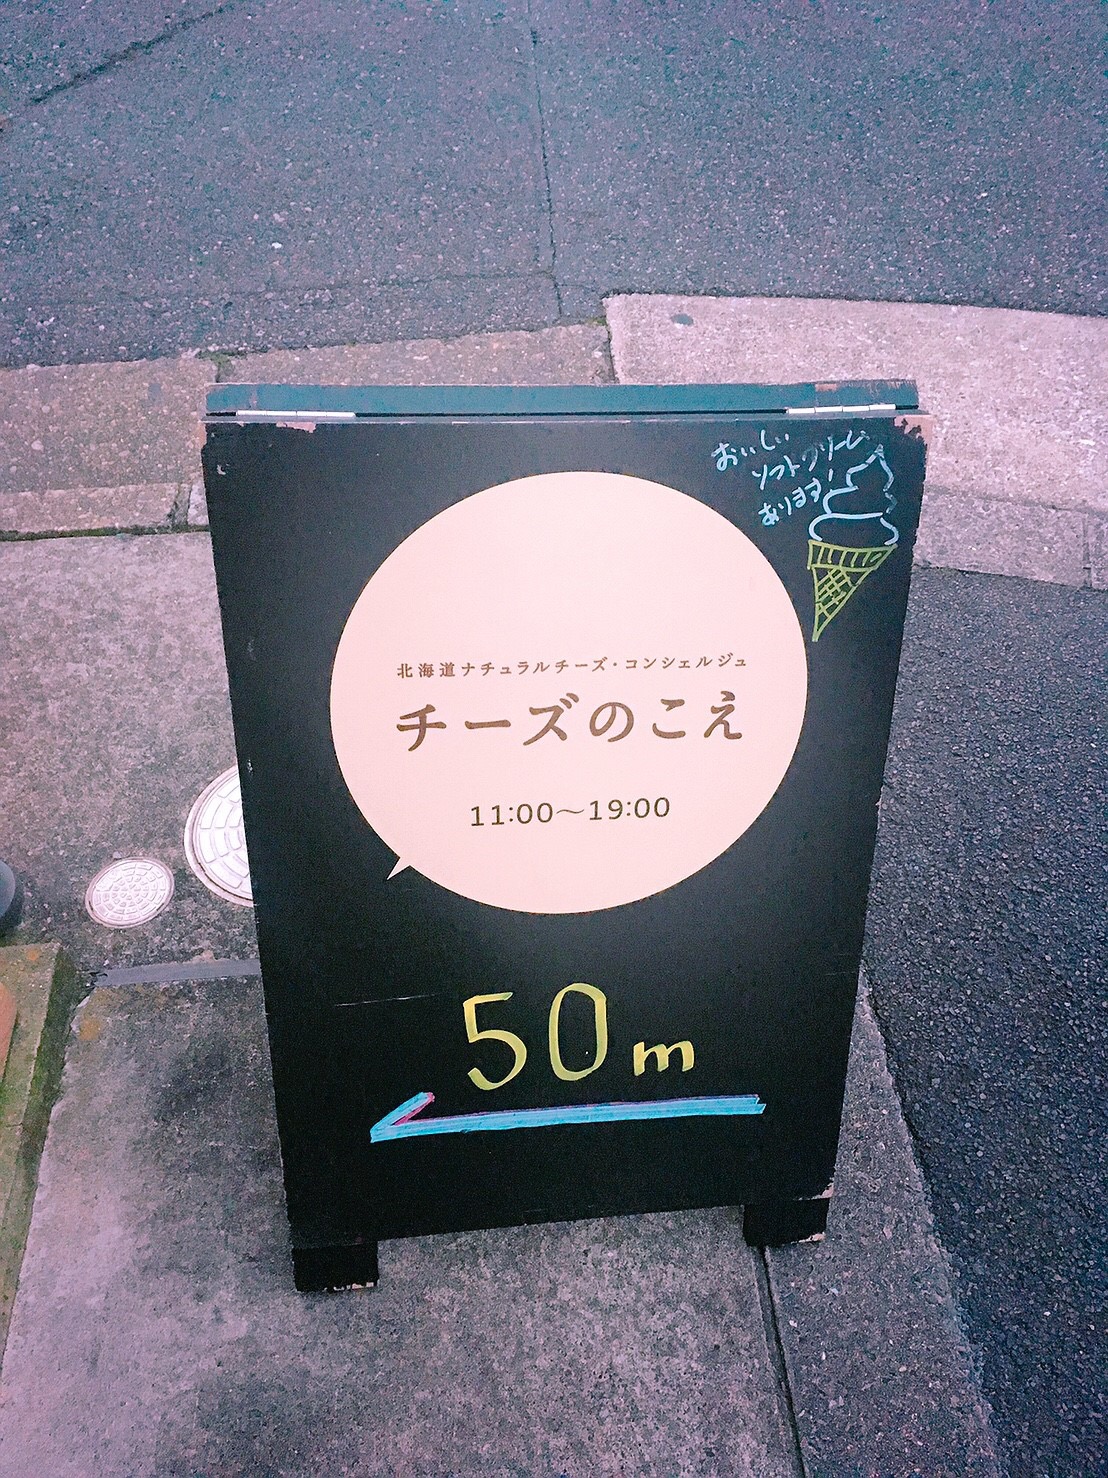 おいしい
ソフトクリーム
あります!
北海道ナチュラルチーズ・コンシェルジュ
チーズのこえ
11:00〜19:00
50m